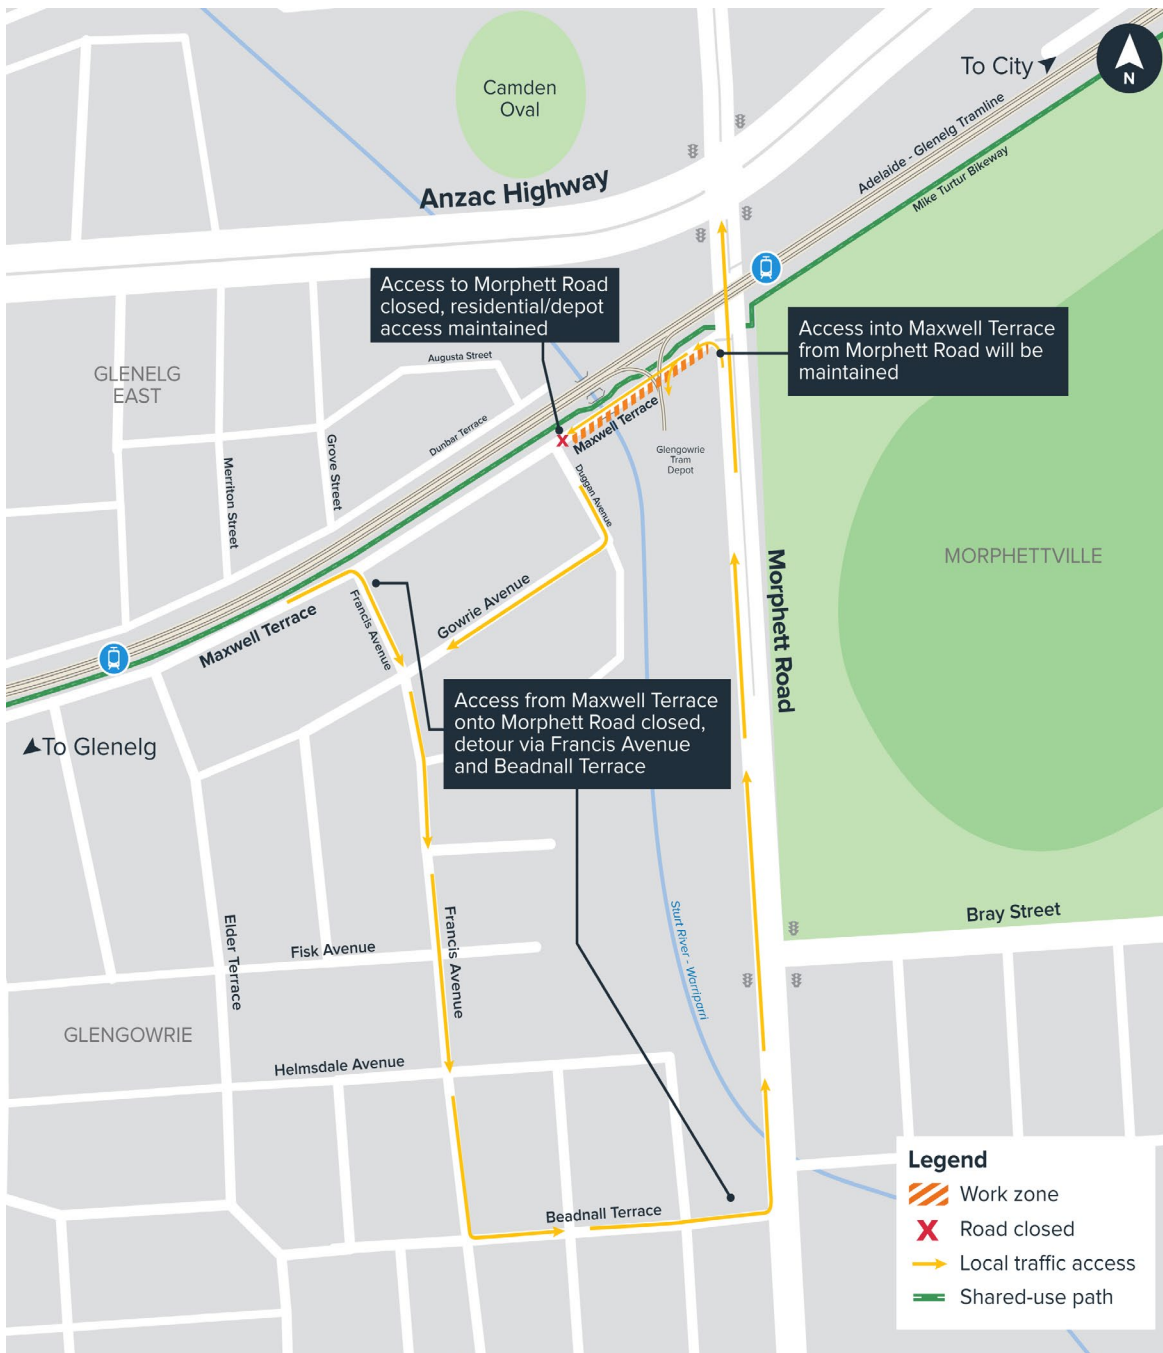 Camden
Oval
To City
N
Anzac Highway
Adelaide - Glenelg Tramline
Mike Turtur Bikeway
Access to Morphett Road
closed, residential/depot
access maintained
Access into Maxwell Terrace
from Morphett Road will be
maintained
GLENELG
EAST
Augusta Street
Dunbar Terrace
Grove Street
Merriton Street
X
Maxwell Terrace
Glengowrie
Tram
Depot
Duggan Avenue
MORPHETTVILLE
Morphett Road
Gowrie Avenue
Francis Avenue
Maxwell Terrace
Access from Maxwell Terrace
onto Morphett Road closed,
detour via Francis Avenue
and Beadnall Terrace
To Glenelg
Sturt River - Warriparri
Bray Street
Elder Terrace
Fisk Avenue
Francis Avenue
GLENGOWRIE
Helmsdale Avenue
Beadnall Terrace
Legend
Work zone
X Road closed
Local traffic access
Shared-use path